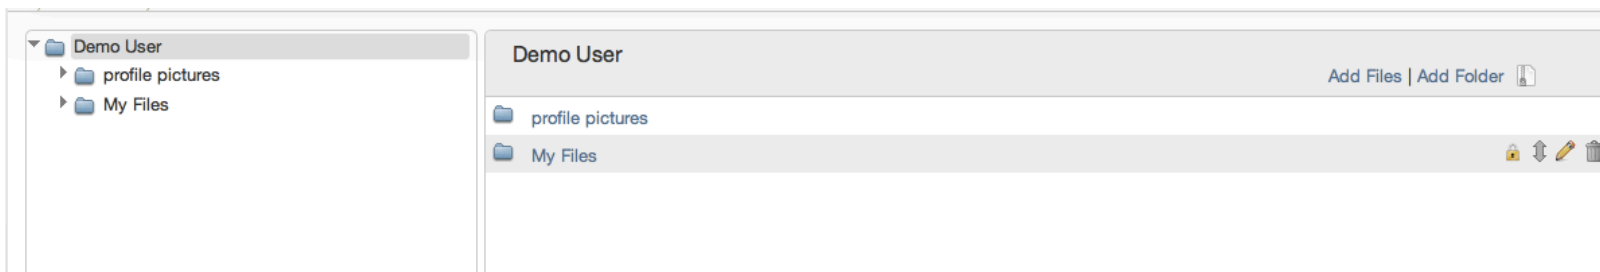 Demo User
profile pictures
My Files
Demo User
Add Files | Add Folder
profile pictures
My Files